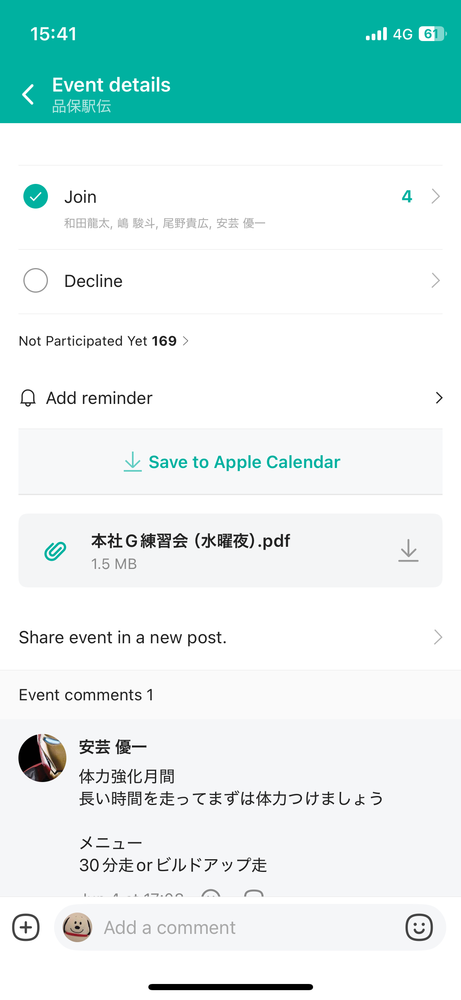 15:41
4G 61
Event details
品保駅伝
Join 4
和田龍太, 嶋 駿斗, 尾野貴広, 安芸 優一
Decline
Not Participated Yet 169
Add reminder
Save to Apple Calendar
本社G練習会（水曜夜）.pdf
1.5 MB
Share event in a new post.
Event comments 1
安芸 優一
体力強化月間
長い時間を走ってまずは体力つけましょう
メニュー
30分走orビルドアップ走
Jun 4 at 17:08
Add a comment